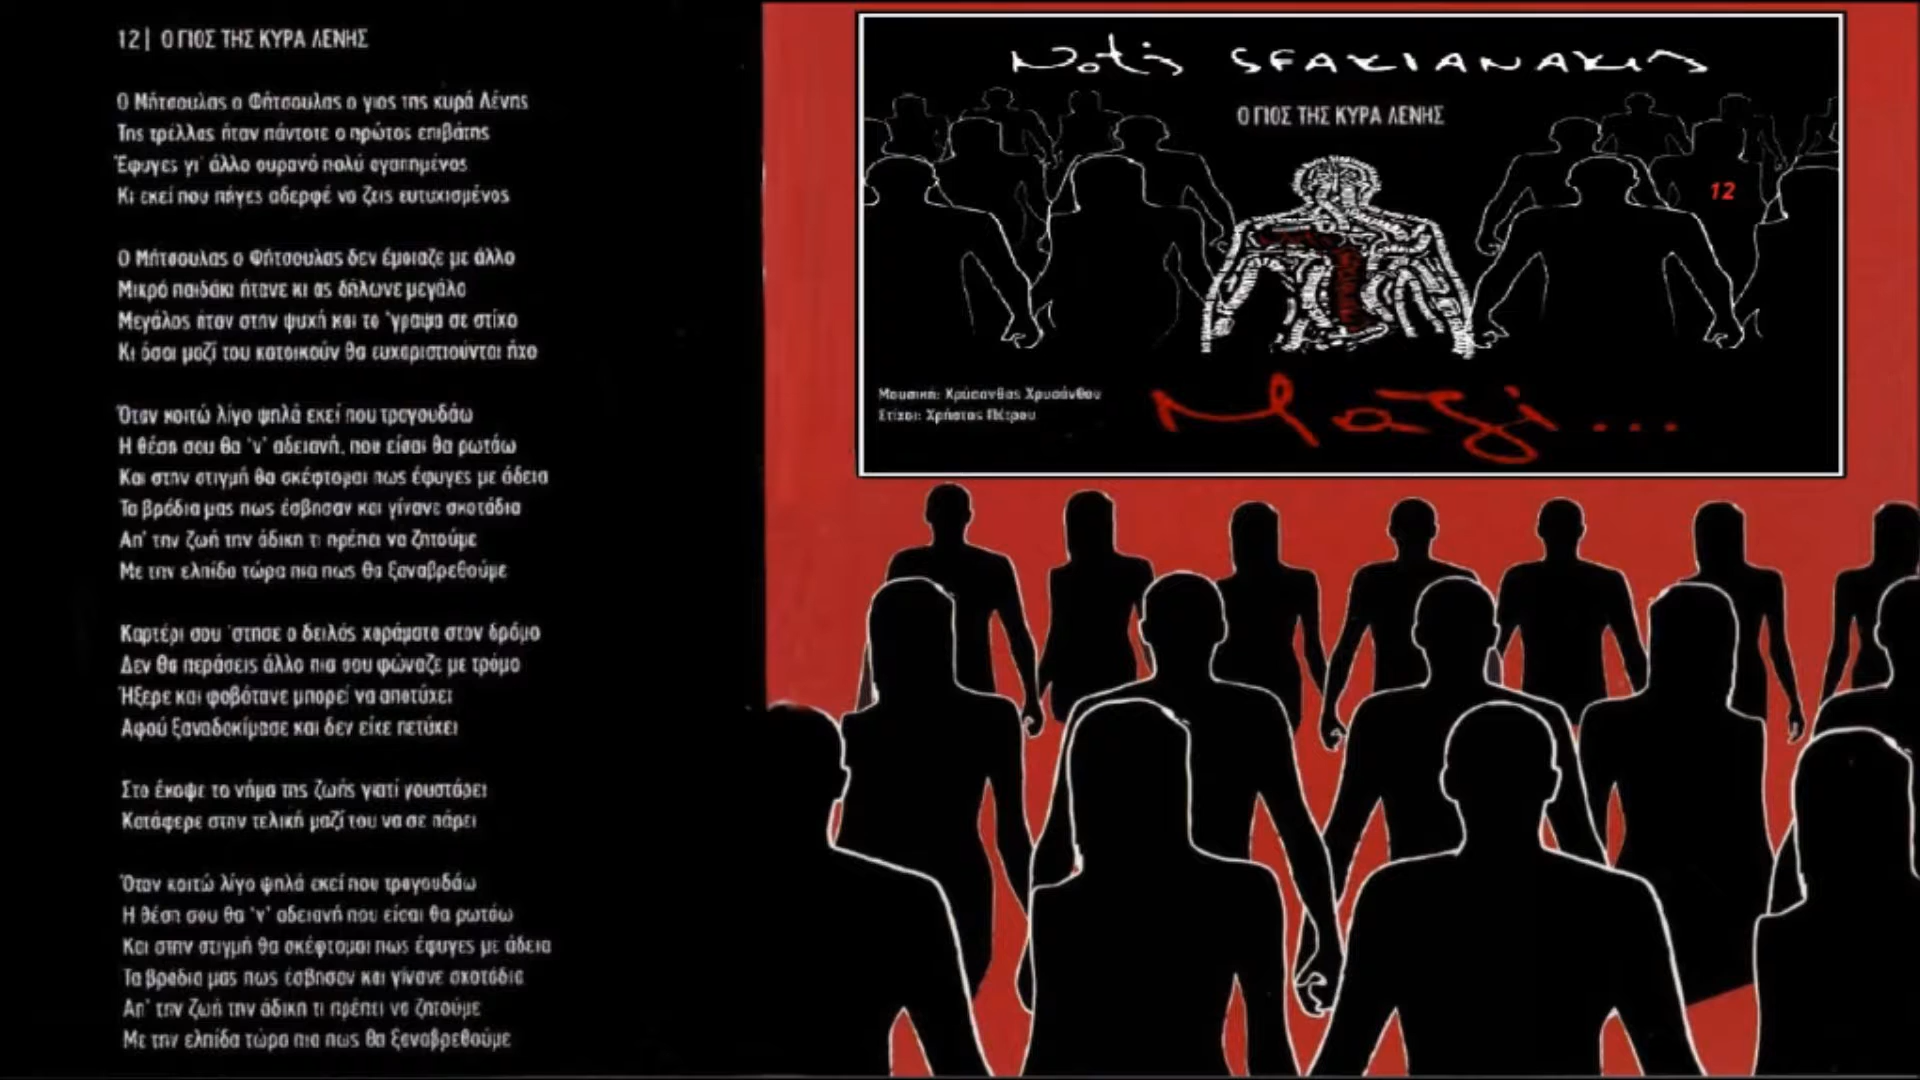 12| Ο ΓΙΟΣ ΤΗΣ ΚΥΡΑ ΛΕΝΗΣ
Ο Μήτσουλας ο Φήτσουλας ο γιος της κυρά Λένης
Της τρέλλας ήταν πάντοτε ο πρώτος επιβάτης
Έφυγες γι' άλλο ουρανό πολύ αγαπημένος
Κι εκεί που πήγες αδερφέ να ζεις ευτυχισμένος
Ο Μήτσουλας ο Φήτσουλας δεν έμοιαζε με άλλο
Μικρό παιδάκι ήτανε κι ας δήλωνε μεγάλο
Μεγάλος ήταν στην ψυχή και το 'γραψα σε στίχο
Κι όσοι μαζί του κατοικούν θα ευχαριστιούνται ήχο
Όταν κοιτώ λίγο ψηλά εκεί που τραγουδάω
Η θέση σου θα 'ν' αδειανή, που είσαι θα ρωτάω
Και στην στιγμή θα σκέφτομαι πως έφυγες με άδεια
Τα βράδια μας πως έσβησαν και γίνανε σκοτάδια
Απ' την ζωή την άδικη τι πρέπει να ζητούμε
Με την ελπίδα τώρα πια πως θα ξαναβρεθούμε
Καρτέρι σου 'στησε ο δειλός χαράματα στον δρόμο
Δεν θα περάσεις άλλο πια σου φώναζε με τρόμο
Ήξερε και φοβότανε μπορεί να αποτύχει
Αφού ξαναδοκίμασε και δεν είχε πετύχει
Στο έκοψε το νήμα της ζωής γιατί γουστάρει
Κατάφερε στην τελική μαζί του να σε πάρει
Όταν κοιτώ λίγο ψηλά εκεί που τραγουδάω
Η θέση σου θα 'ν' αδειανή που είσαι θα ρωτάω
Και στην στιγμή θα σκέφτομαι πως έφυγες με άδεια
Τα βράδια μας πως έσβησαν και γίνανε σκοτάδια
Απ' την ζωή την άδικη τι πρέπει να ζητούμε
Με την ελπίδα τώρα πια πως θα ξαναβρεθούμε
Notis SFAKIANAKIS
Ο ΓΙΟΣ ΤΗΣ ΚΥΡΑ ΛΕΝΗΣ
12
Μουσική: Χρύσανθος Χρυσάνθου
Στίχοι: Χρήστος Πέτρου
Μαζί...